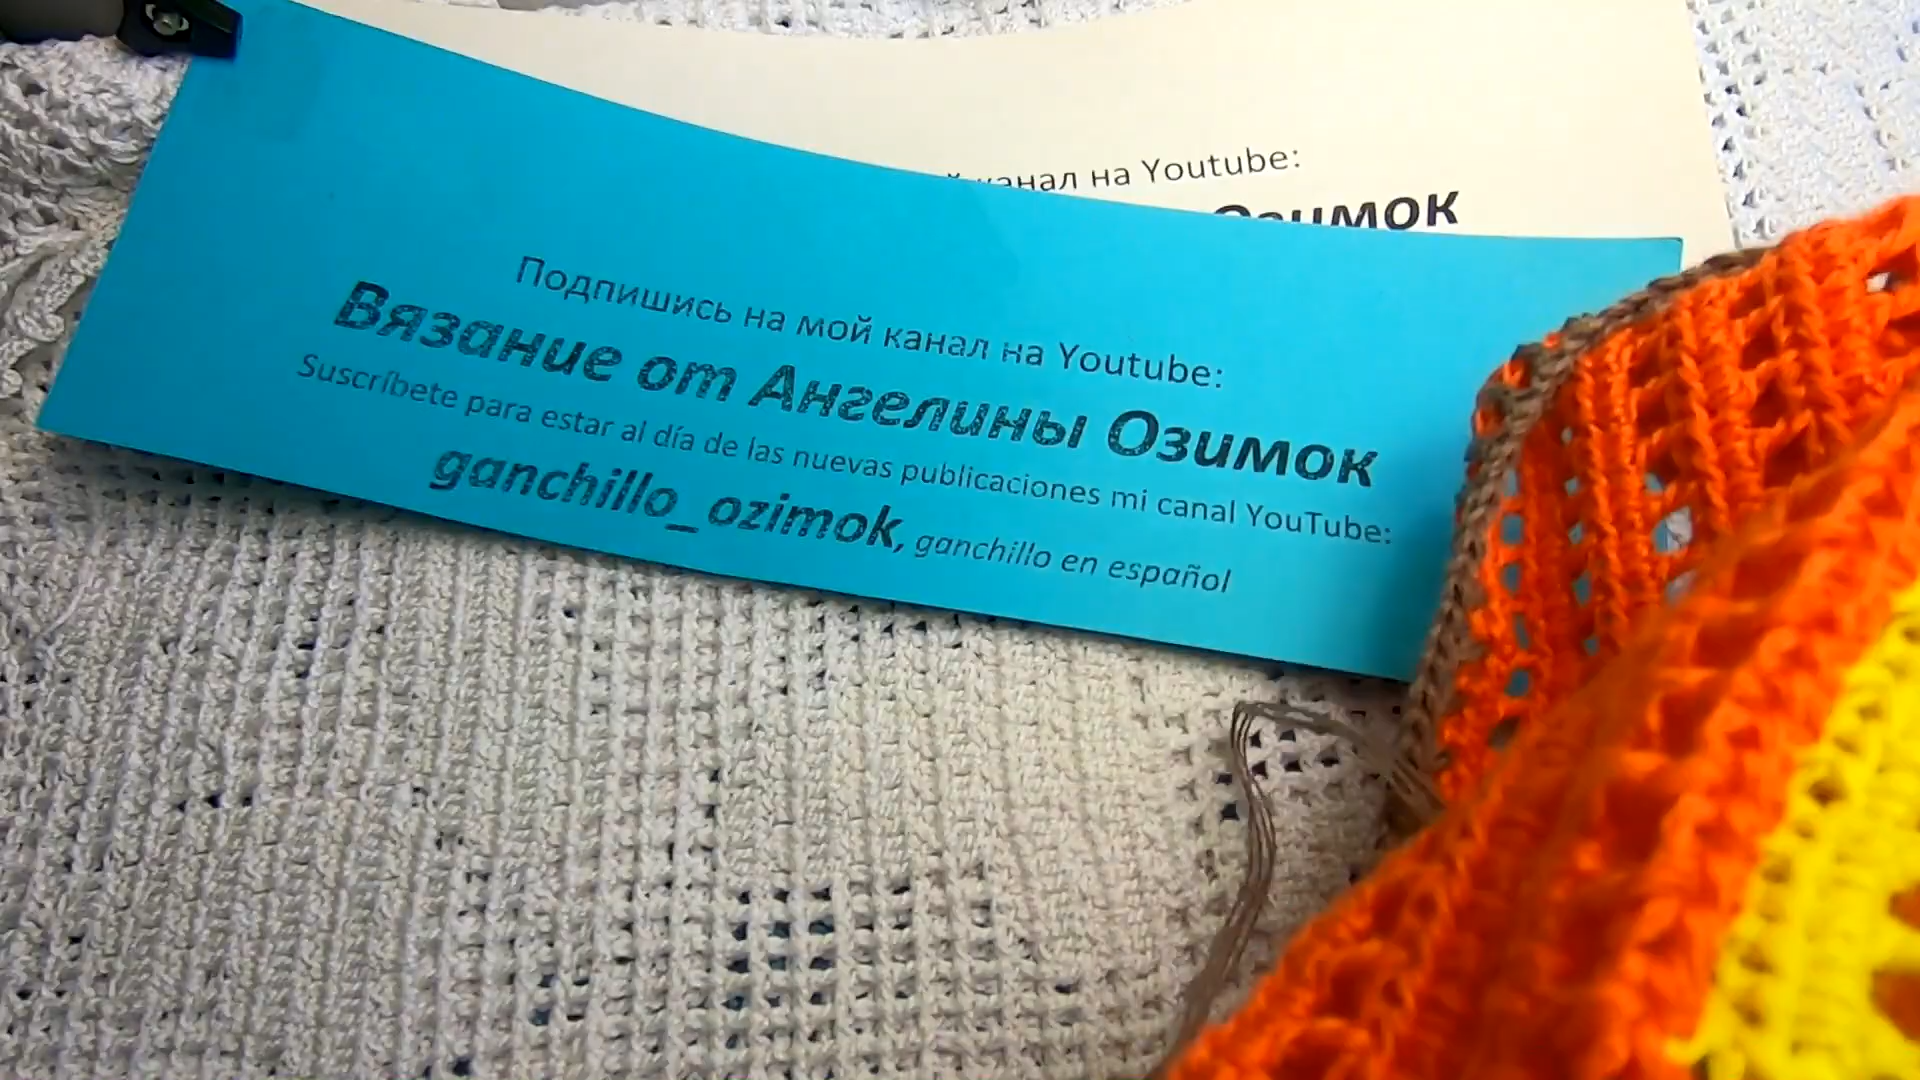 канал на Youtube:
Озимок
Подпишись на мой канал на Youtube:
Вязание от Ангелины Озимок
Suscríbete para estar al día de las nuevas publicaciones mi canal YouTube:
ganchillo_ozimok, ganchillo en español